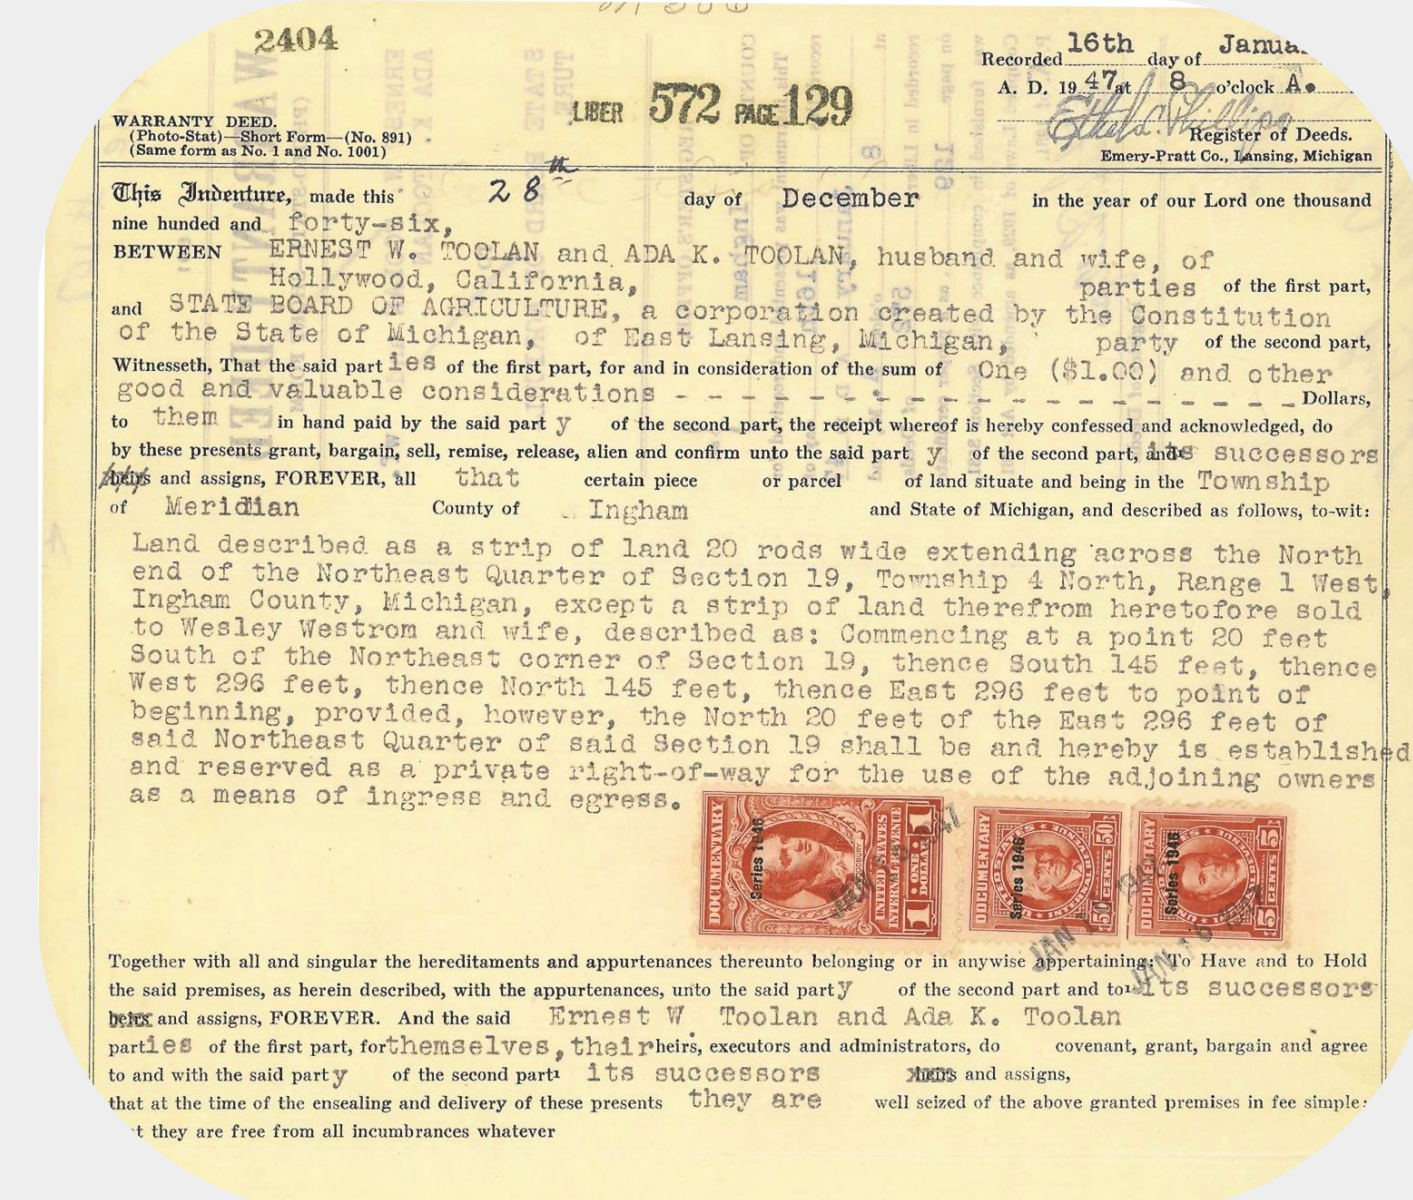 2404
Recorded 16th day of
LIBER 572 PAGE 129
A. D. 19 47 at 8 o'clock A.
WARRANTY DEED.
(Photo-Stat)—Short Form—(No. 891)
(Same form as No. 1 and No. 1001)
Register of Deeds.
Emery-Pratt Co., Lansing, Michigan
This Indenture, made this 28th day of December in the year of our Lord one thousand
nine hunded and forty-six,
BETWEEN ERNEST W. TOOLAN and ADA K. TOOLAN, husband and wife, of
Hollywood, California, parties of the first part,
and STATE BOARD OF AGRICULTURE, a corporation created by the Constitution
of the State of Michigan, of East Lansing, Michigan, party of the second part,
Witnesseth, That the said parties of the first part, for and in consideration of the sum of One ($1.00) and other
good and valuable considerations - - - - - - - - - - - - - - - - - - - Dollars,
to them in hand paid by the said party of the second part, the receipt whereof is hereby confessed and acknowledged, do
by these presents grant, bargain, sell, remise, release, alien and confirm unto the said party of the second part, and its successors
heirs and assigns, FOREVER, all that certain piece or parcel of land situate and being in the Township
of Meridian County of Ingham and State of Michigan, and described as follows, to-wit:
Land described as a strip of land 20 rods wide extending across the North
end of the Northeast Quarter of Section 19, Township 4 North, Range 1 West,
Ingham County, Michigan, except a strip of land therefrom heretofore sold
to Wesley Westrom and wife, described as: Commencing at a point 20 feet
South of the Northeast corner of Section 19, thence South 145 feet, thence
West 296 feet, thence North 145 feet, thence East 296 feet to point of
beginning, provided, however, the North 20 feet of the East 296 feet of
said Northeast Quarter of said Section 19 shall be and hereby is established
and reserved as a private right-of-way for the use of the adjoining owners
as a means of ingress and egress.
DOCUMENTARY Series 1946 UNITED STATES INTERNAL REVENUE 1 ONE DOLLAR 1
DOCUMENTARY Series 1946 50 CENTS 50
DOCUMENTARY Series 1946 5 CENTS 5
JAN 16 1947
Together with all and singular the hereditaments and appurtenances thereunto belonging or in anywise appertaining; To Have and to Hold
the said premises, as herein described, with the appurtenances, unto the said party of the second part and to its successors
heirs and assigns, FOREVER. And the said Ernest W. Toolan and Ada K. Toolan
parties of the first part, for themselves, their heirs, executors and administrators, do covenant, grant, bargain and agree
to and with the said party of the second part, its successors heirs and assigns,
that at the time of the ensealing and delivery of these presents they are well seized of the above granted premises in fee simple;
they are free from all incumbrances whatever